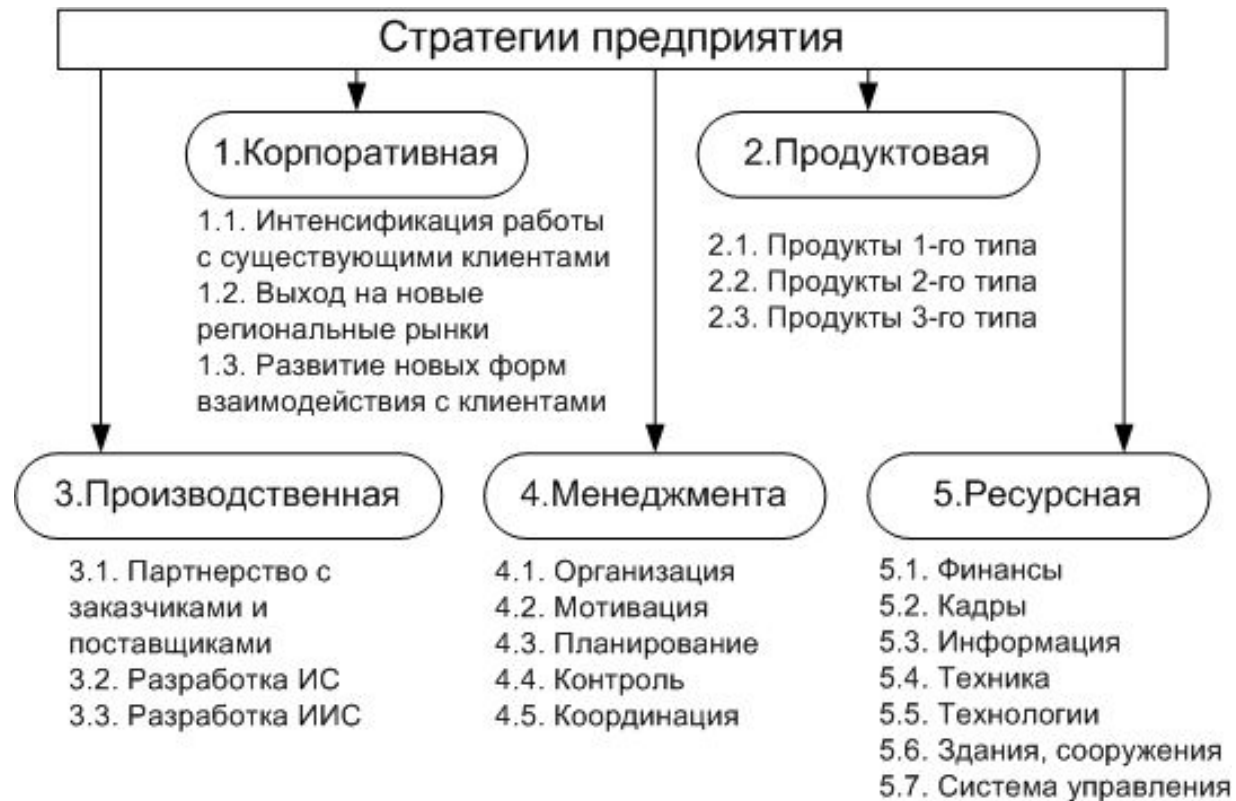 Стратегии предприятия
1.Корпоративная
1.1. Интенсификация работы
с существующими клиентами
1.2. Выход на новые
региональные рынки
1.3. Развитие новых форм
взаимодействия с клиентами
2.Продуктовая
2.1. Продукты 1-го типа
2.2. Продукты 2-го типа
2.3. Продукты 3-го типа
3.Производственная
3.1. Партнерство с
заказчиками и
поставщиками
3.2. Разработка ИС
3.3. Разработка ИИС
4.Менеджмента
4.1. Организация
4.2. Мотивация
4.3. Планирование
4.4. Контроль
4.5. Координация
5.Ресурсная
5.1. Финансы
5.2. Кадры
5.3. Информация
5.4. Техника
5.5. Технологии
5.6. Здания, сооружения
5.7. Система управления